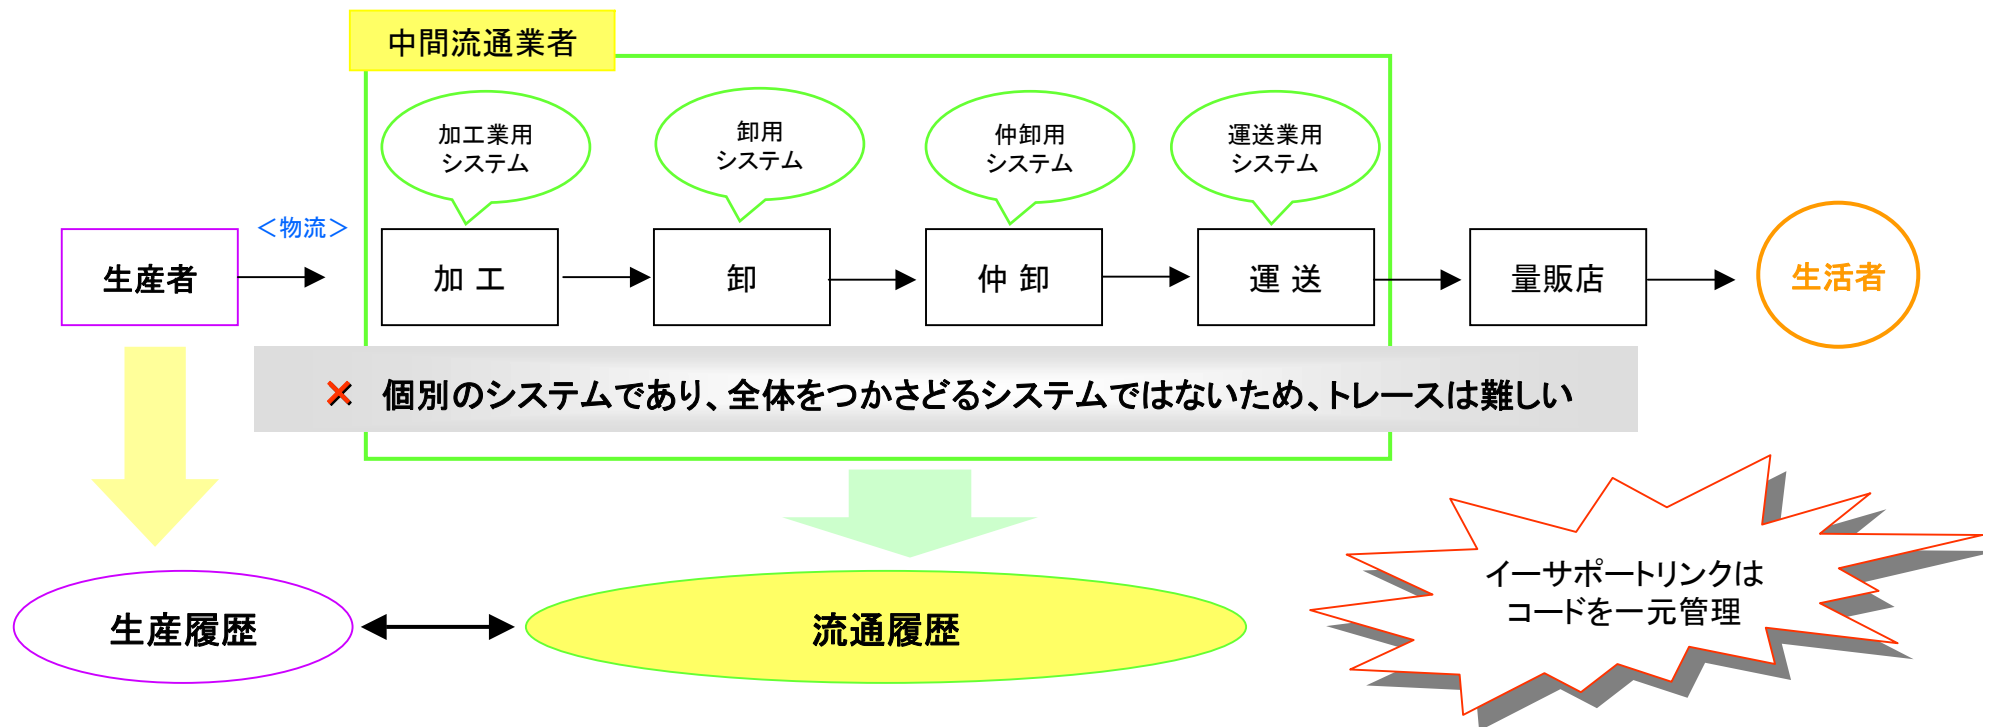 中間流通業者
加工業用
システム
卸用
システム
仲卸用
システム
運送業用
システム
＜物流＞
生産者
加 工
卸
仲 卸
運 送
量販店
生活者
× 個別のシステムであり、全体をつかさどるシステムではないため、トレースは難しい
イーサポートリンクは
コードを一元管理
生産履歴
流通履歴